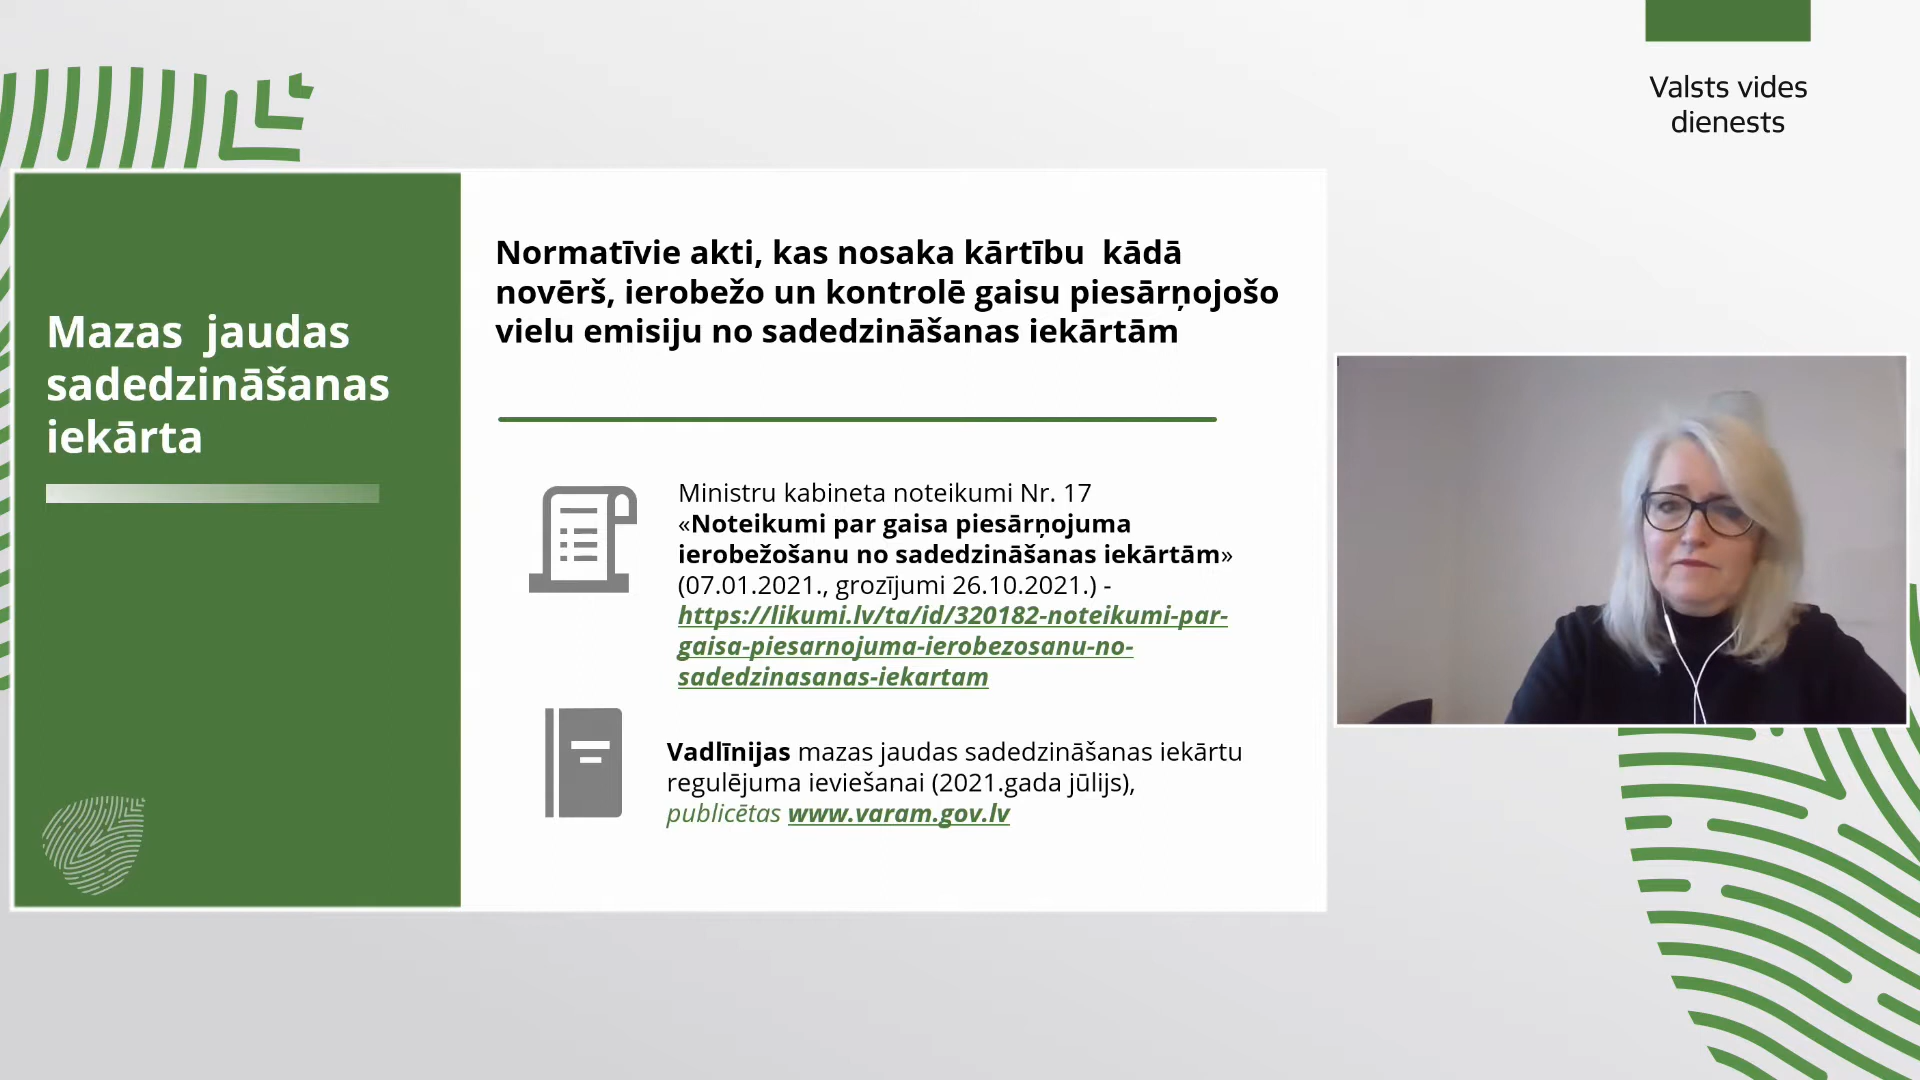 Valsts vides
dienests
Mazas jaudas
sadedzināšanas
iekārta
Normatīvie akti, kas nosaka kārtību kādā
novērš, ierobežo un kontrolē gaisu piesārņojošo
vielu emisiju no sadedzināšanas iekārtām
Ministru kabineta noteikumi Nr. 17
«Noteikumi par gaisa piesārņojuma
ierobežošanu no sadedzināšanas iekārtām»
(07.01.2021., grozījumi 26.10.2021.) -
https://likumi.lv/ta/id/320182-noteikumi-par-
gaisa-piesarnojuma-ierobezosanu-no-
sadedzinasanas-iekartam
Vadlīnijas mazas jaudas sadedzināšanas iekārtu
regulējuma ieviešanai (2021.gada jūlijs),
publicētas www.varam.gov.lv